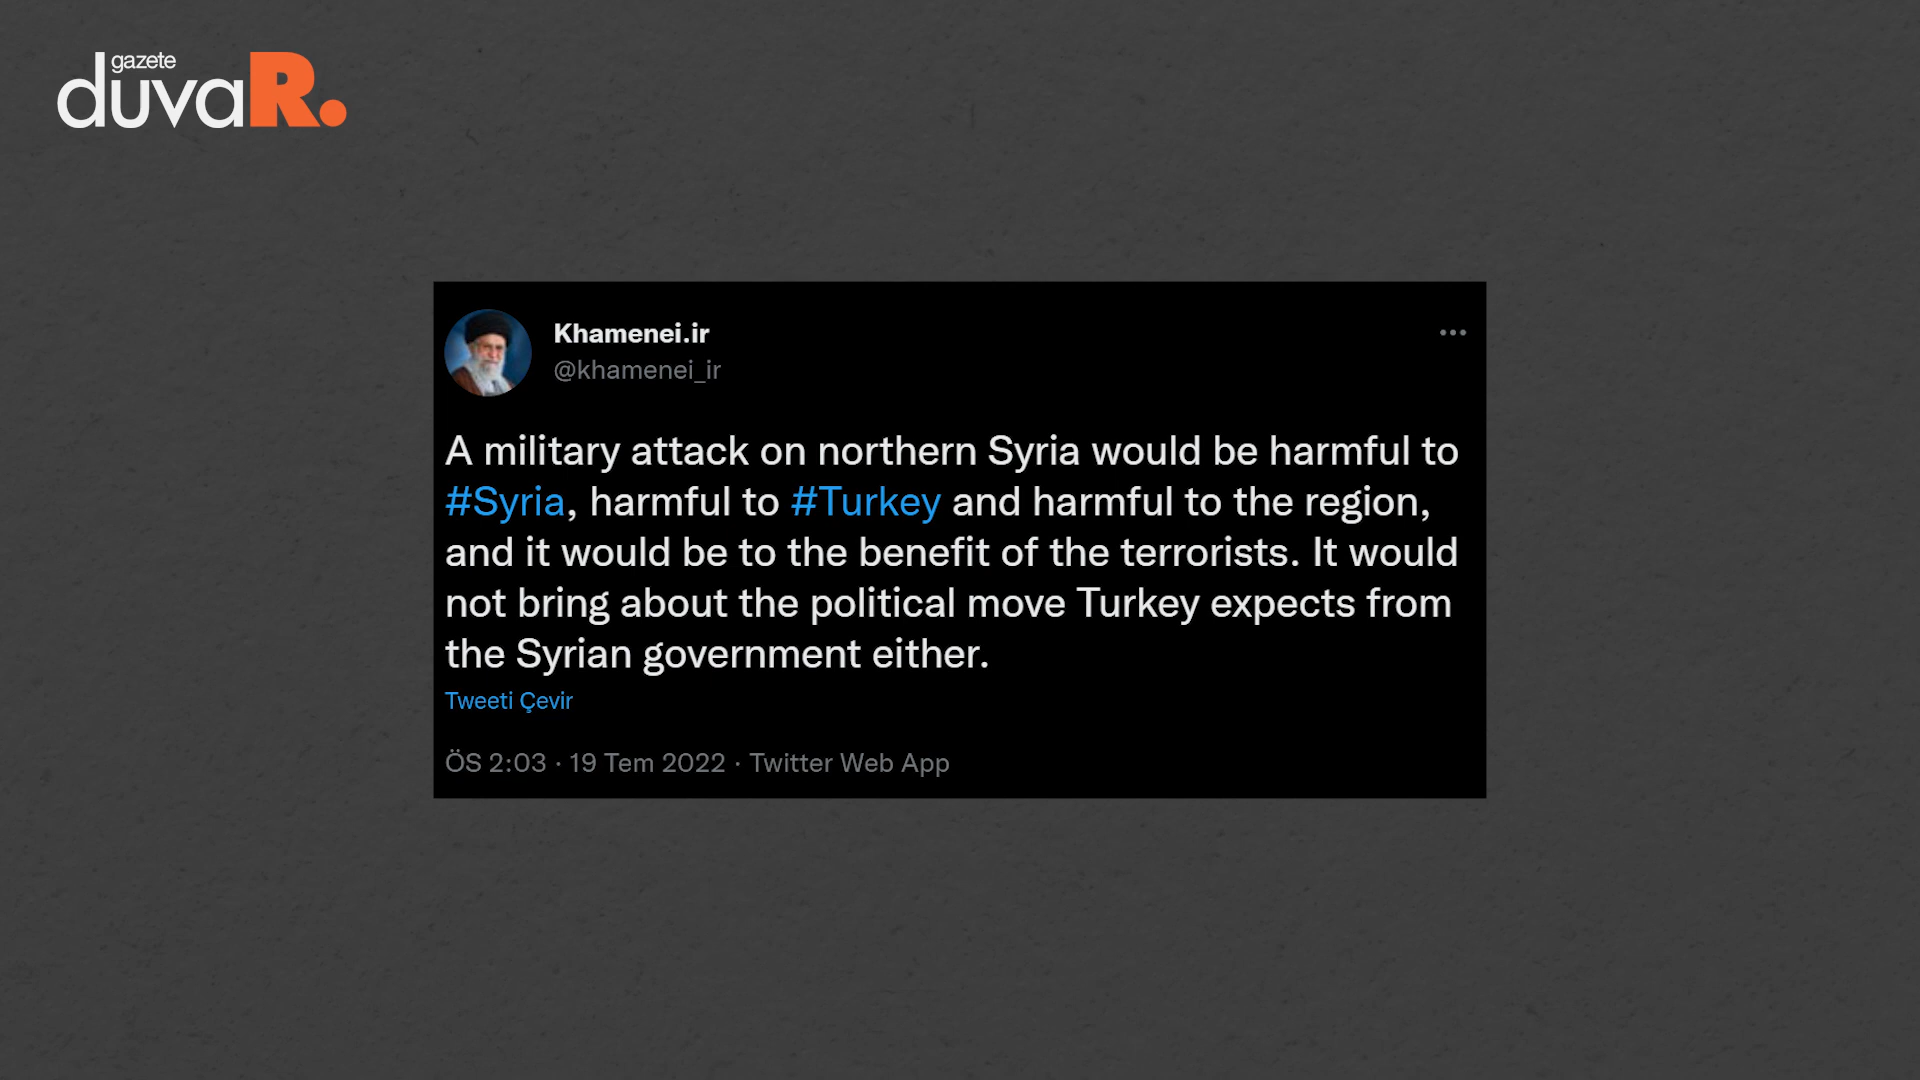 gazete
duvaR.
Khamenei.ir
@khamenei_ir
A military attack on northern Syria would be harmful to
#Syria, harmful to #Turkey and harmful to the region,
and it would be to the benefit of the terrorists. It would
not bring about the political move Turkey expects from
the Syrian government either.
Tweeti Çevir
ÖS 2:03 · 19 Tem 2022 · Twitter Web App